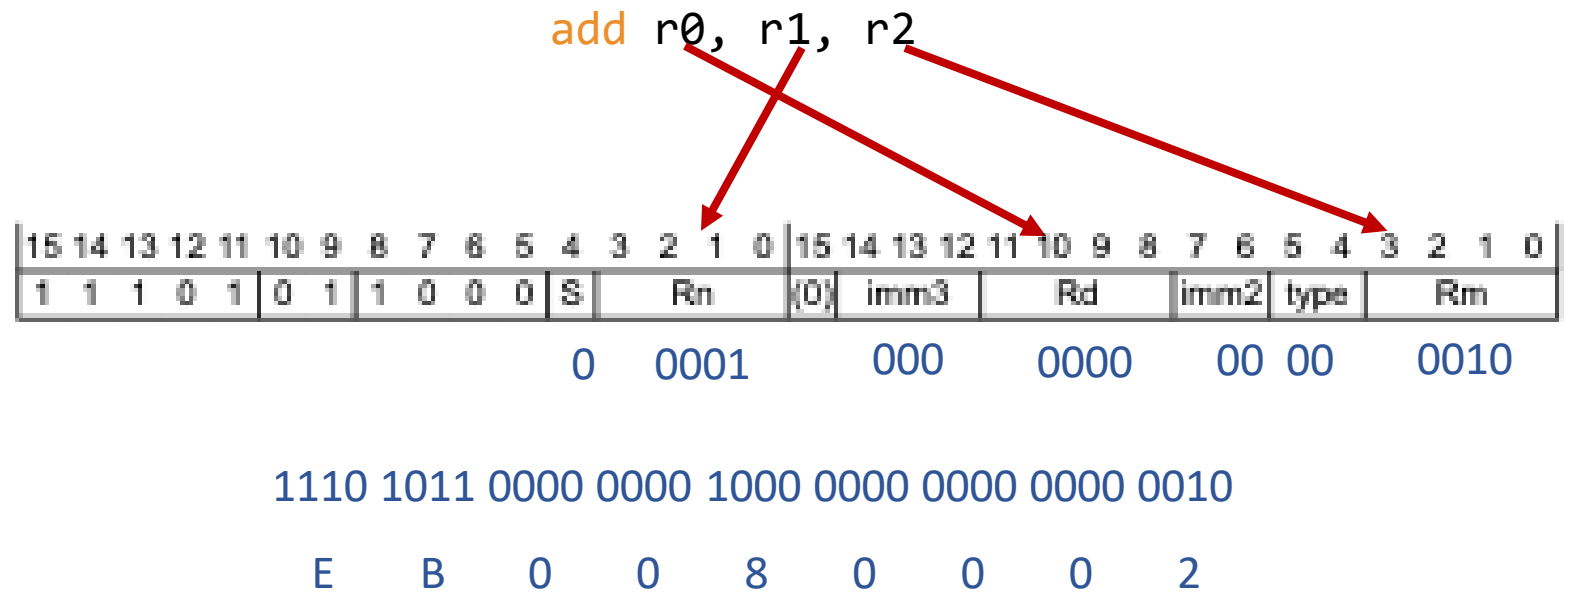 add r0, r1, r2
15 14 13 12 11 10 9 8 7 6 5 4 3 2 1 0 15 14 13 12 11 10 9 8 7 6 5 4 3 2 1 0
1 1 1 0 1 0 1 1 0 0 0 S Rn (0) imm3 Rd imm2 type Rm
0 0001 000 0000 00 00 0010
1110 1011 0000 0000 1000 0000 0000 0000 0010
E B 0 0 8 0 0 0 2